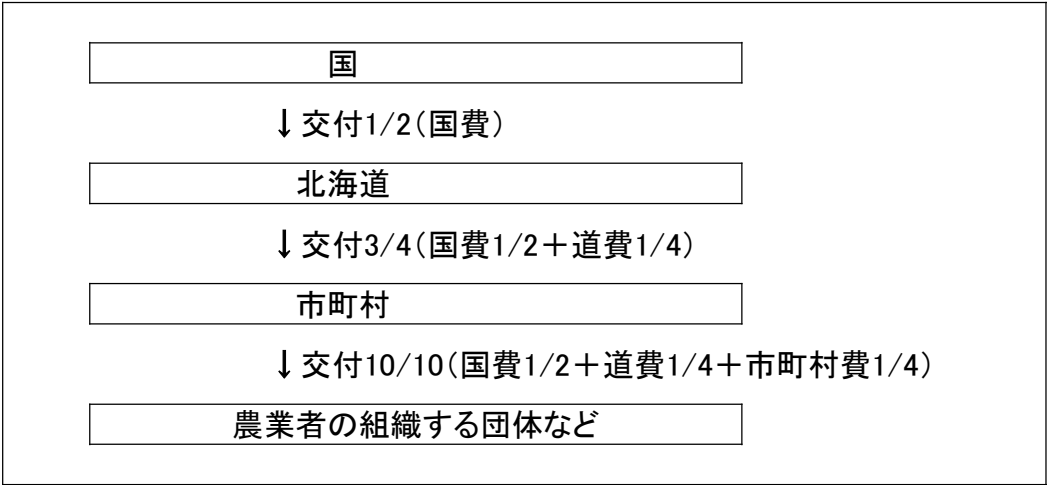 国
↓交付1/2(国費)
北海道
↓交付3/4(国費1/2+道費1/4)
市町村
↓交付10/10(国費1/2+道費1/4+市町村費1/4)
農業者の組織する団体など